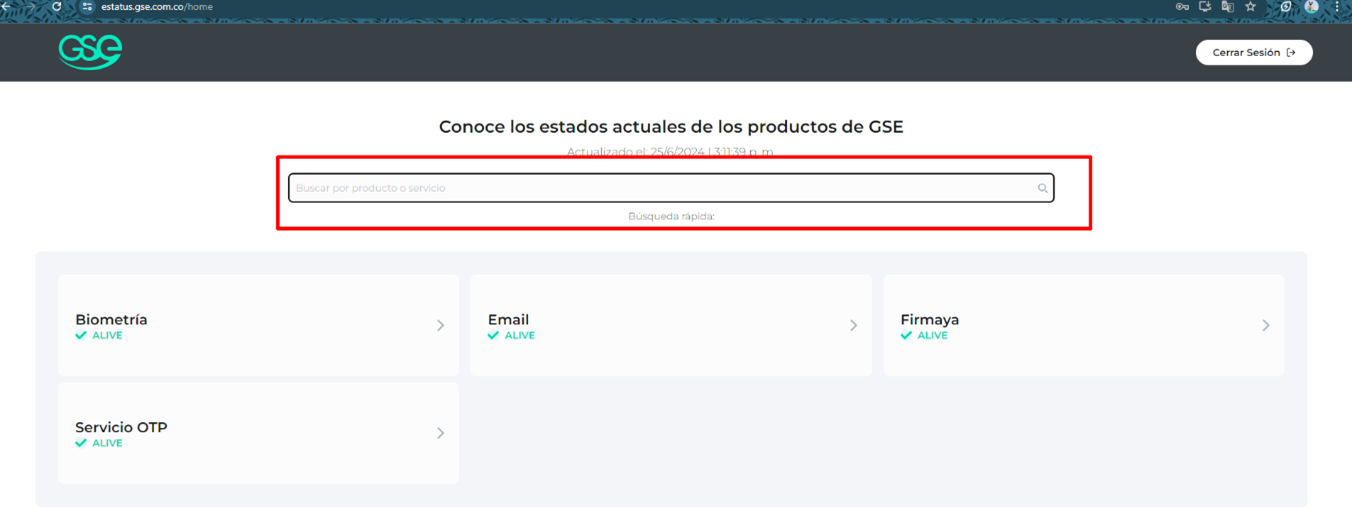 estatus.gse.com.co/home
GSE
Cerrar Sesión
Conoce los estados actuales de los productos de GSE
Actualizado el: 25/6/2024 | 3:11:39 p. m.
Buscar por producto o servicio
Búsqueda rápida:
Biometría
ALIVE
Email
ALIVE
Firmaya
ALIVE
Servicio OTP
ALIVE